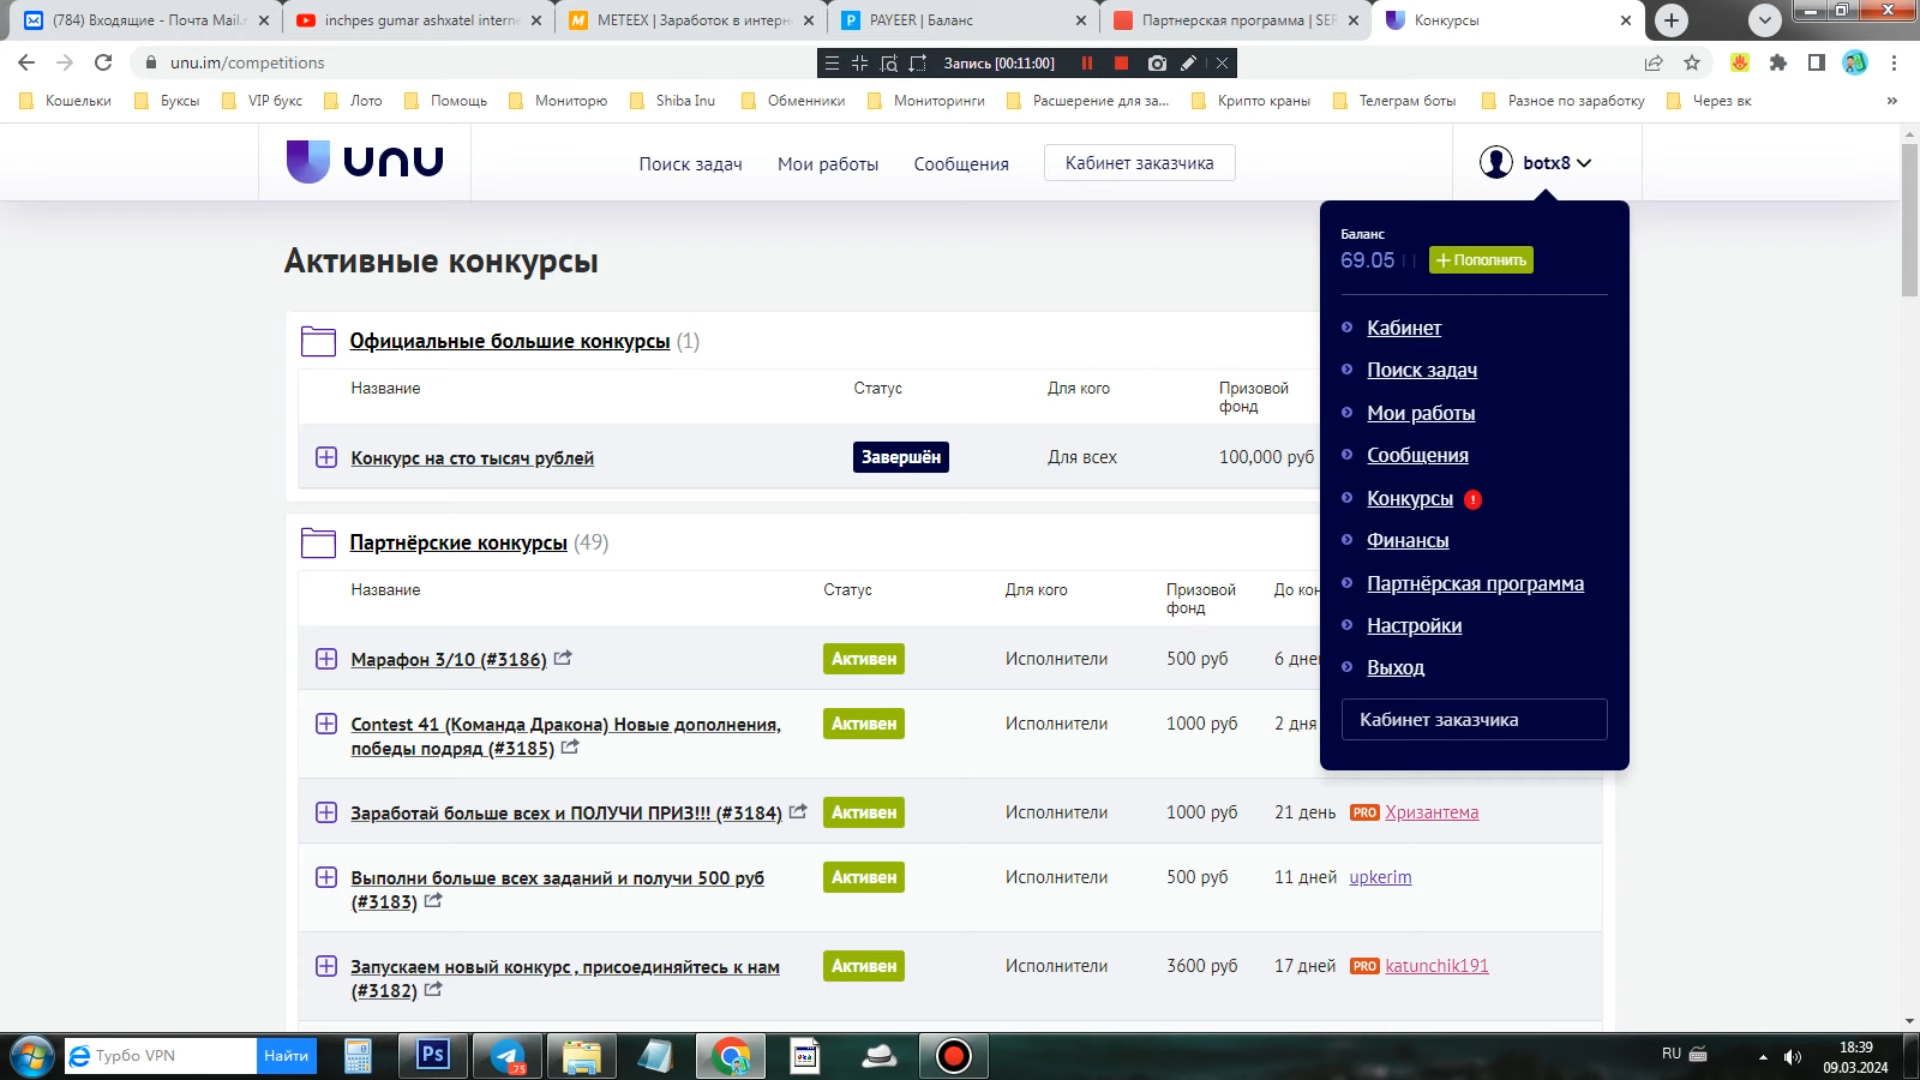 (784) Входящие - Почта Mail.
inchpes gumar ashxatel interne
METEEX | Заработок в интерн
PAYEER | Баланс
Партнерская программа | SEF
Конкурсы
unu.im/competitions
Запись [00:11:00]
Кошельки
Буксы
VIP букс
Лото
Помощь
Мониторю
Shiba Inu
Обменники
Мониторинги
Расшерение для за...
Крипто краны
Телеграм боты
Разное по заработку
Через вк
»
unu
Поиск задач
Мои работы
Сообщения
Кабинет заказчика
botx8
Баланс
69.05
+ Пополнить
Кабинет
Поиск задач
Мои работы
Сообщения
Конкурсы !
Финансы
Партнёрская программа
Настройки
Выход
Кабинет заказчика
Активные конкурсы
Официальные большие конкурсы (1)
Название
Статус
Для кого
Призовой
фонд
Конкурс на сто тысяч рублей
Завершён
Для всех
100,000 руб
Партнёрские конкурсы (49)
Название
Статус
Для кого
Призовой
фонд
До кон
Марафон 3/10 (#3186)
Активен
Исполнители
500 руб
6 дне
Contest 41 (Команда Дракона) Новые дополнения,
победы подряд (#3185)
Активен
Исполнители
1000 руб
2 дня
Заработай больше всех и ПОЛУЧИ ПРИЗ!!! (#3184)
Активен
Исполнители
1000 руб
21 день
PRO Хризантема
Выполни больше всех заданий и получи 500 руб
(#3183)
Активен
Исполнители
500 руб
11 дней
upkerim
Запускаем новый конкурс , присоединяйтесь к нам
(#3182)
Активен
Исполнители
3600 руб
17 дней
PRO katunchik191
Турбо VPN
Найти
Ps
75
RU
18:39
09.03.2024